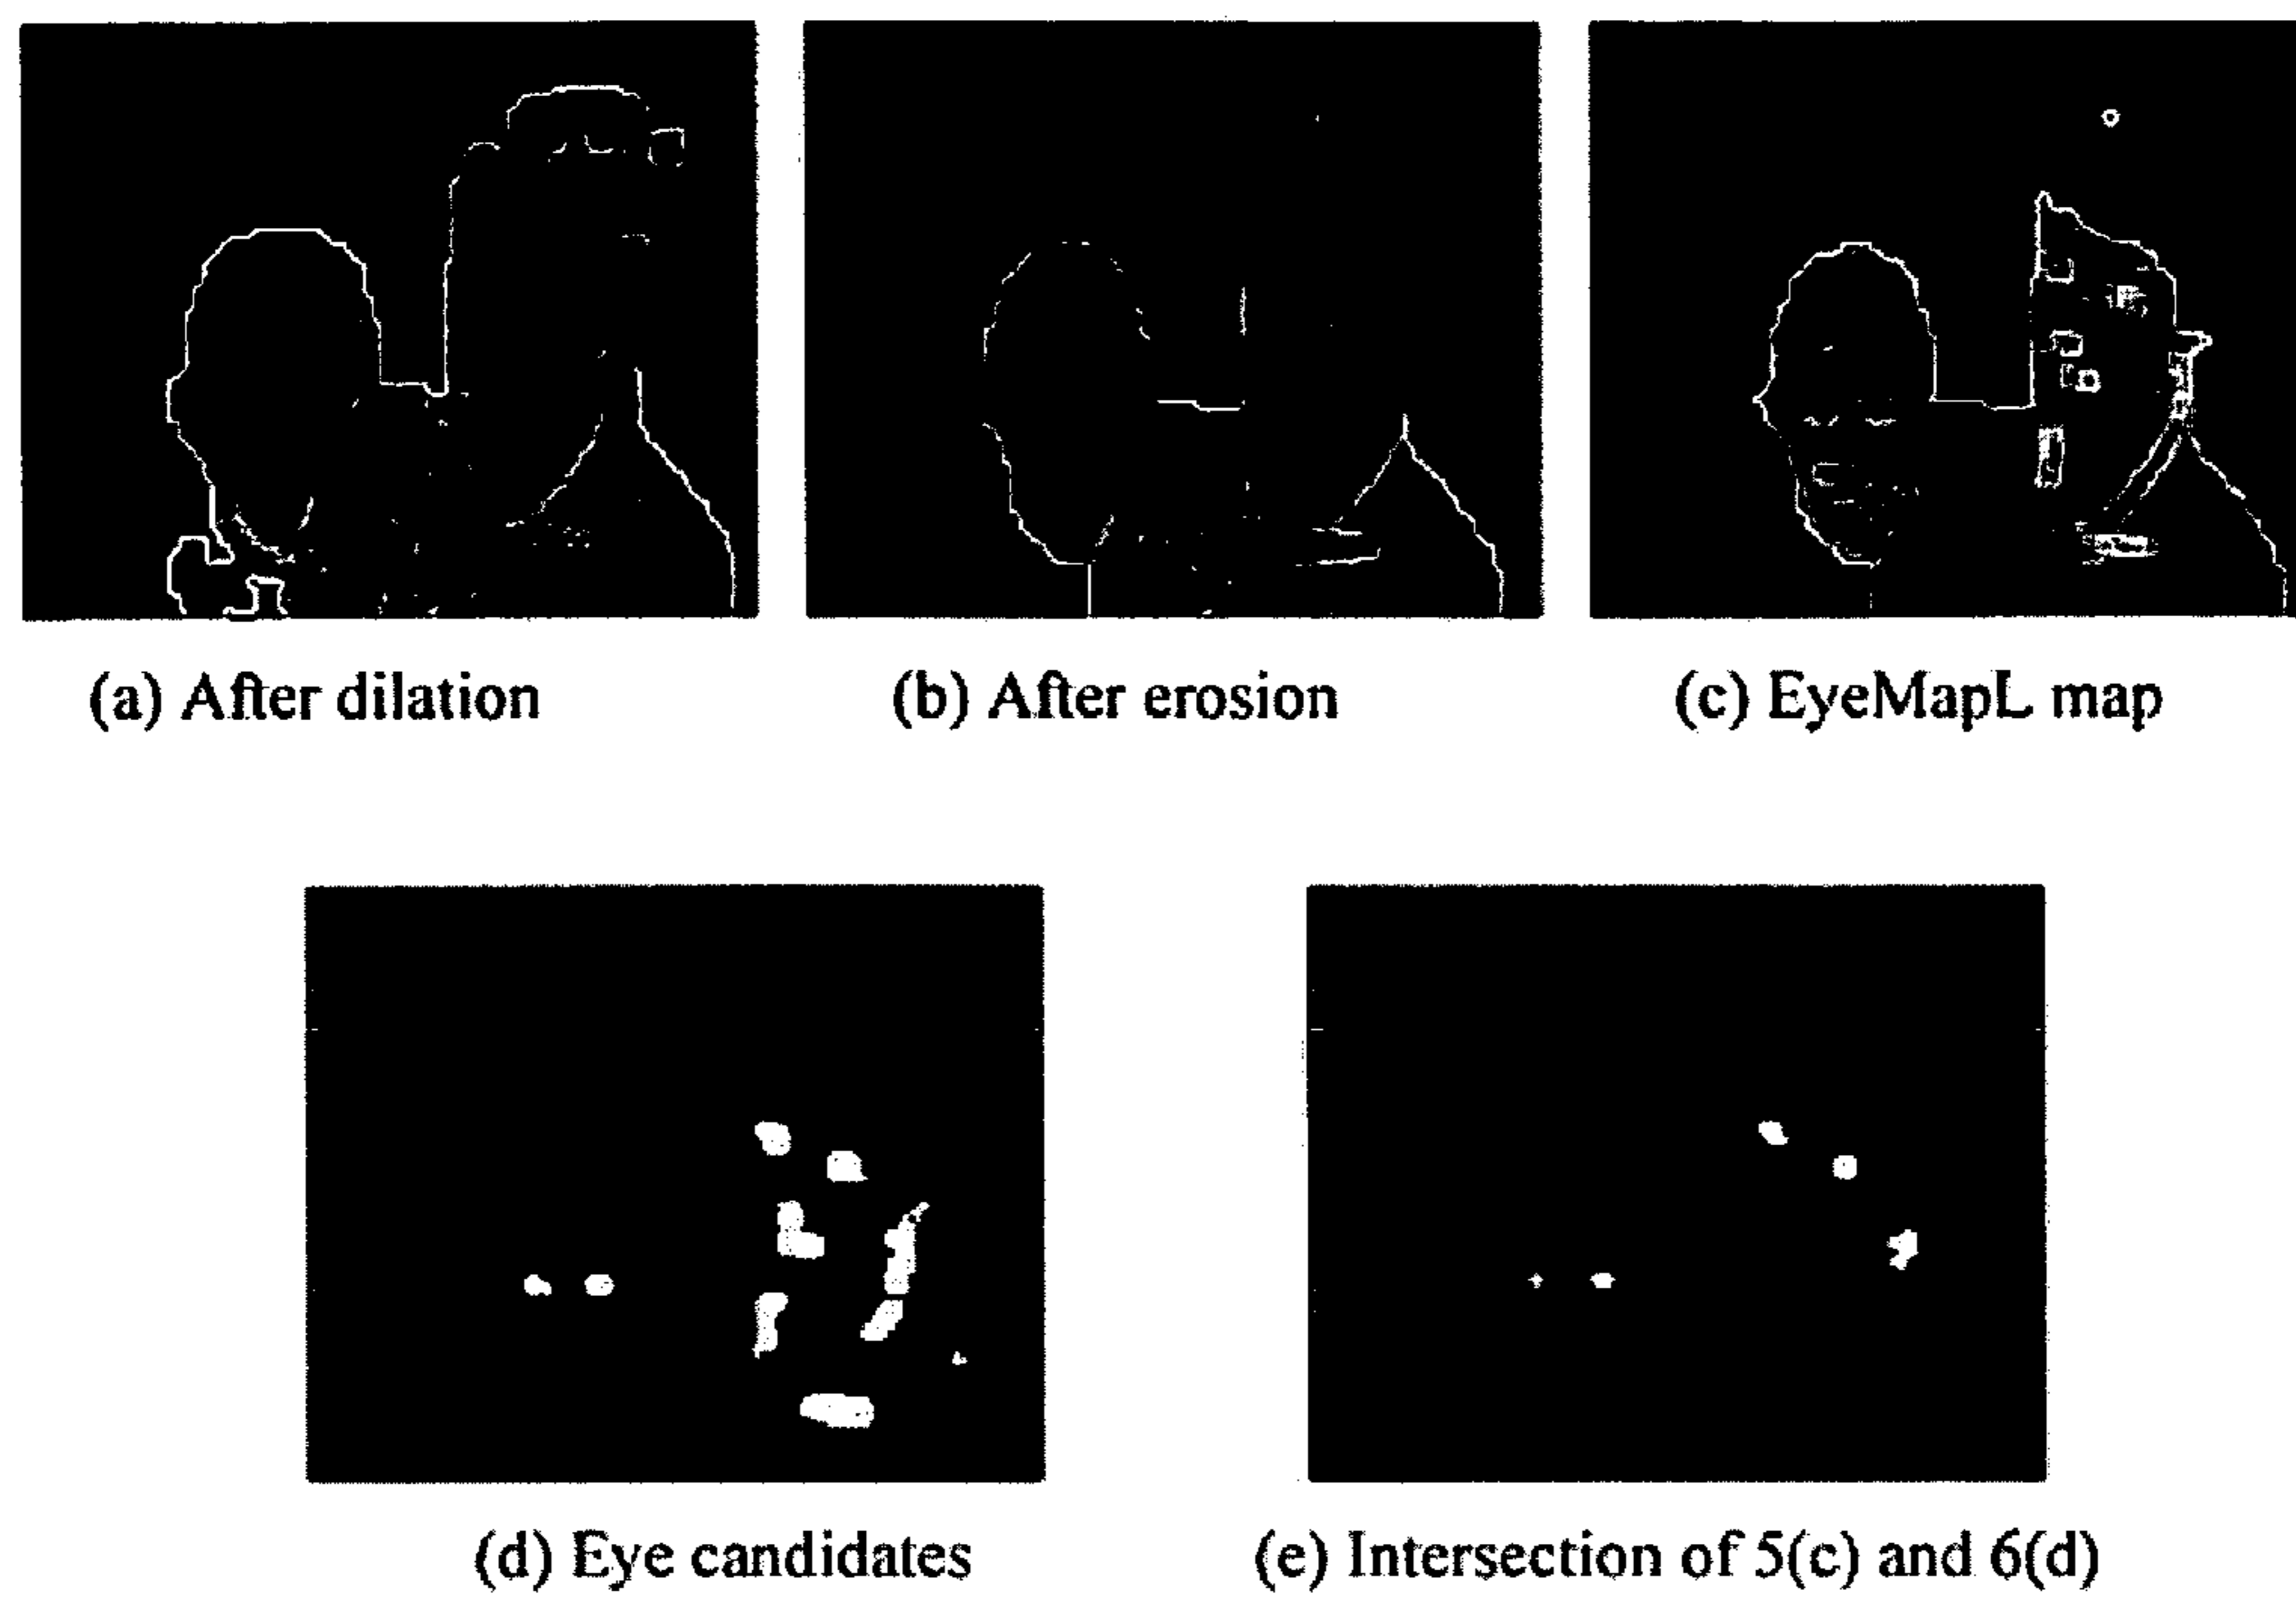 (a) After dilation
(b) After erosion
(c) EyeMapL map
(d) Eye candidates
(e) Intersection of 5(c) and 6(d)